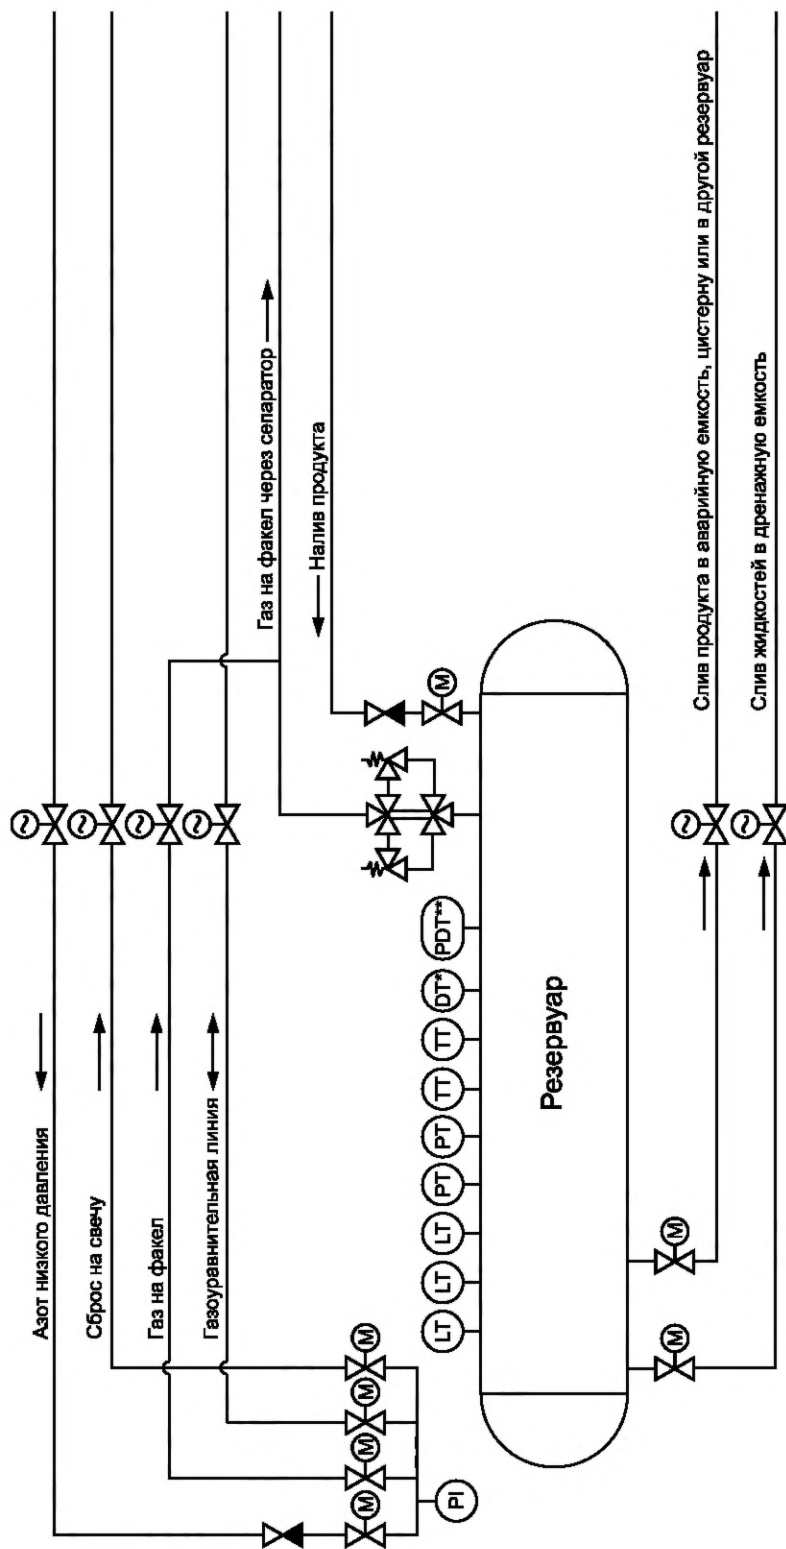 Азот низкого давления
Сброс на свечу
Газ на факел
Газоуравнительная линия
Газ на факел через сепаратор
Налив продукта
M
M
M
M
PI
M
LT
LT
LT
PT
PT
TT
TT
DT*
PDT**
Резервуар
M
M
Слив продукта в аварийную емкость, цистерну или в другой резервуар
Слив жидкостей в дренажную емкость